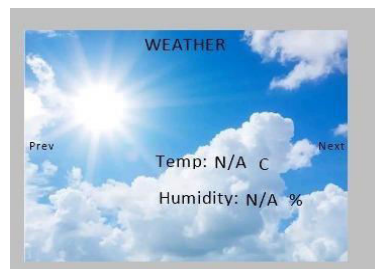 WEATHER
Prev
Next
Temp: N/A C
Humidity: N/A %